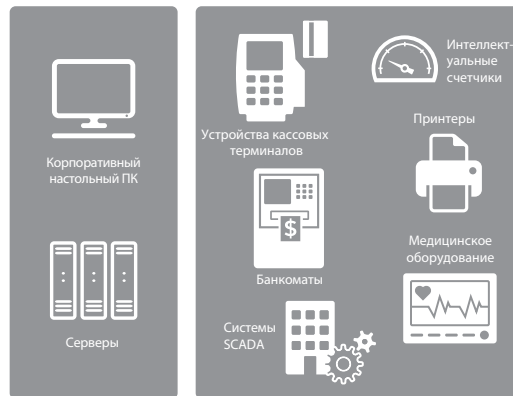 Корпоративный
настольный ПК
Серверы
Устройства кассовых
терминалов
$
Банкоматы
Системы
SCADA
Интеллект-
уальные
счетчики
Принтеры
Медицинское
оборудование